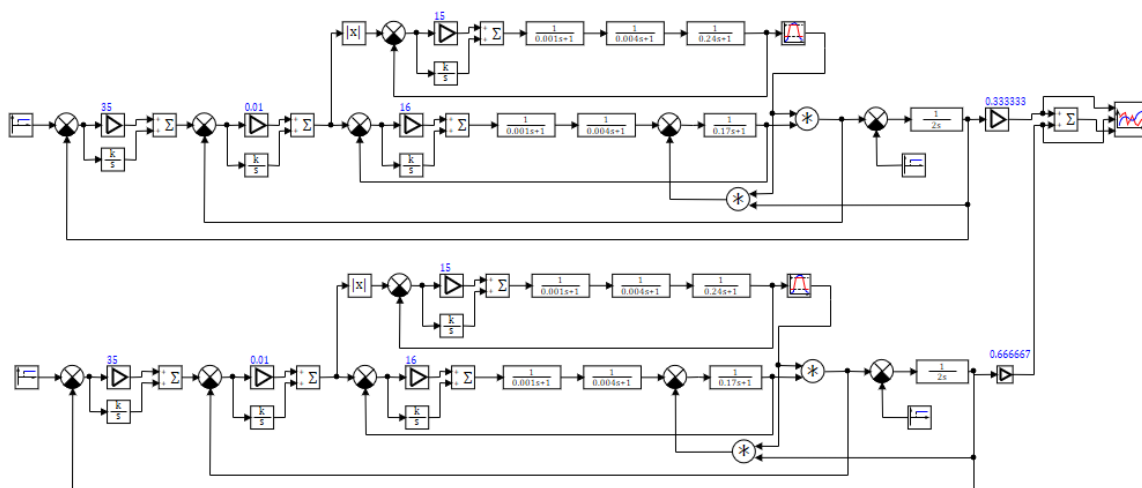 15
|x|
+
+
Σ
1
0.001s+1
1
0.004s+1
1
0.24s+1
k
s
35
+
+
Σ
k
s
0.01
+
+
Σ
k
s
16
+
+
Σ
k
s
1
0.001s+1
1
0.004s+1
1
0.17s+1
*
*
1
2s
0.333333
+
+
Σ
15
|x|
+
+
Σ
1
0.001s+1
1
0.004s+1
1
0.24s+1
k
s
35
+
+
Σ
k
s
0.01
+
+
Σ
k
s
16
+
+
Σ
k
s
1
0.001s+1
1
0.004s+1
1
0.17s+1
*
*
1
2s
0.666667